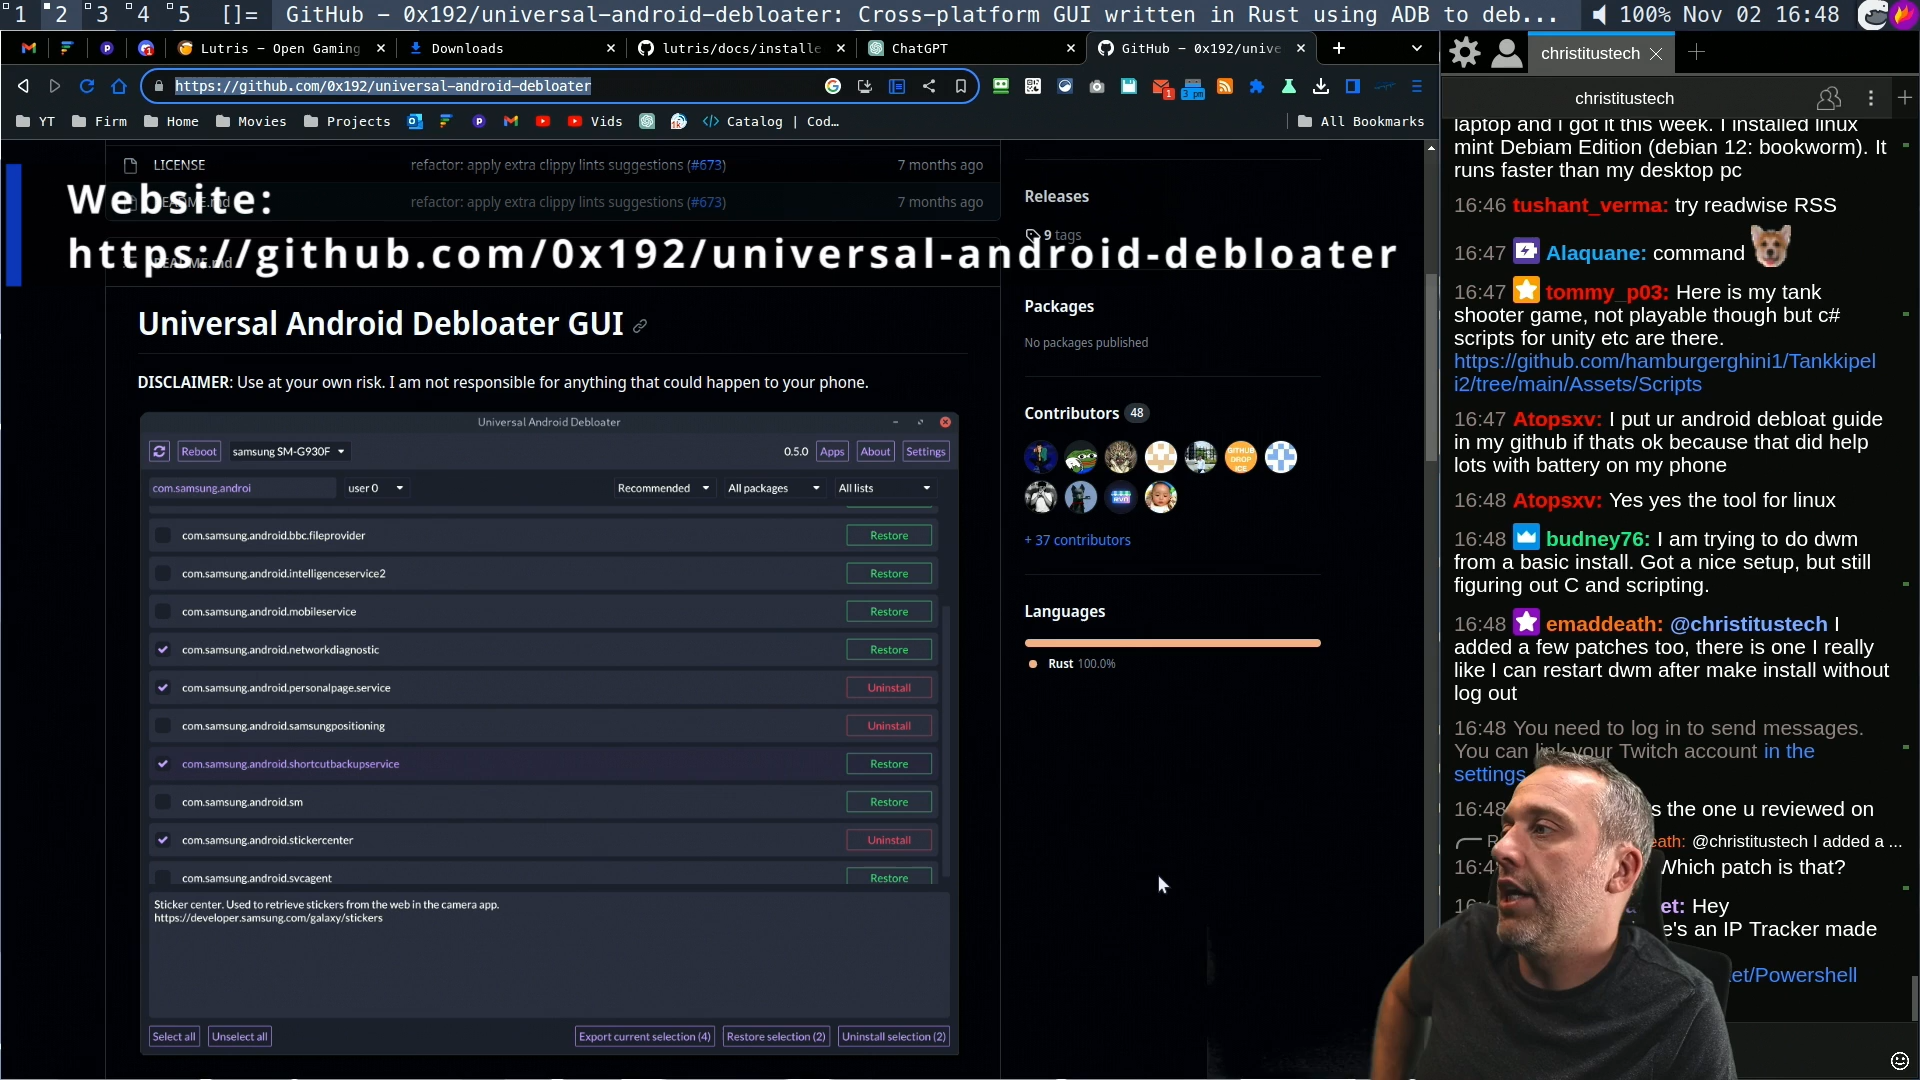 1 2 3 4 5 []= GitHub – 0x192/universal-android-debloater: Cross-platform GUI written in Rust using ADB to deb... 100% Nov 02 16:48
Lutris – Open Gaming
Downloads
lutris/docs/installe
ChatGPT
GitHub – 0x192/unive
https://github.com/0x192/universal-android-debloater
1
3 pm
YT Firm Home Movies Projects Vids Catalog | Cod… All Bookmarks
LICENSE refactor: apply extra clippy lints suggestions (#673) 7 months ago
README.md refactor: apply extra clippy lints suggestions (#673) 7 months ago
README.md
Website:
https://github.com/0x192/universal-android-debloater
Universal Android Debloater GUI
DISCLAIMER: Use at your own risk. I am not responsible for anything that could happen to your phone.
Universal Android Debloater
Reboot samsung SM-G930F 0.5.0 Apps About Settings
com.samsung.androi user 0 Recommended All packages All lists
com.samsung.android.bbc.fileprovider Restore
com.samsung.android.intelligenceservice2 Restore
com.samsung.android.mobileservice Restore
com.samsung.android.networkdiagnostic Restore
com.samsung.android.personalpage.service Uninstall
com.samsung.android.samsungpositioning Uninstall
com.samsung.android.shortcutbackupservice Restore
com.samsung.android.sm Restore
com.samsung.android.stickercenter Uninstall
com.samsung.android.svcagent Restore
Sticker center. Used to retrieve stickers from the web in the camera app.
https://developer.samsung.com/galaxy/stickers
Select all Unselect all Export current selection (4) Restore selection (2) Uninstall selection (2)
Releases
9 tags
Packages
No packages published
Contributors 48
+ 37 contributors
Languages
Rust 100.0%
christitustech
christitustech
laptop and i got it this week. I installed linux
mint Debiam Edition (debian 12: bookworm). It
runs faster than my desktop pc
16:46 tushant_verma: try readwise RSS
16:47 Alaquane: command
16:47 tommy_p03: Here is my tank
shooter game, not playable though but c#
scripts for unity etc are there.
https://github.com/hamburgerghini1/Tankkipel
i2/tree/main/Assets/Scripts
16:47 Atopsxv: I put ur android debloat guide
in my github if thats ok because that did help
lots with battery on my phone
16:48 Atopsxv: Yes yes the tool for linux
16:48 budney76: I am trying to do dwm
from a basic install. Got a nice setup, but still
figuring out C and scripting.
16:48 emaddeath: @christitustech I
added a few patches too, there is one I really
like I can restart dwm after make install without
log out
16:48 You need to log in to send messages.
You can link your Twitch account in the
settings
16:48 s the one u reviewed on
eath: @christitustech I added a ...
16:4 Which patch is that?
et: Hey
e's an IP Tracker made
et/Powershell